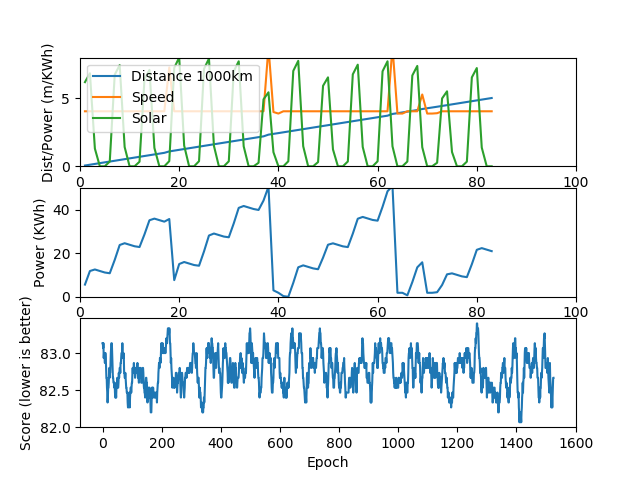 Dist/Power (m/KWh)
5
0
Distance 1000km
Speed
Solar
0 20 40 60 80 100
Power (KWh)
40
20
0
0 20 40 60 80 100
Score (lower is better)
83.0
82.5
82.0
0 200 400 600 800 1000 1200 1400 1600
Epoch